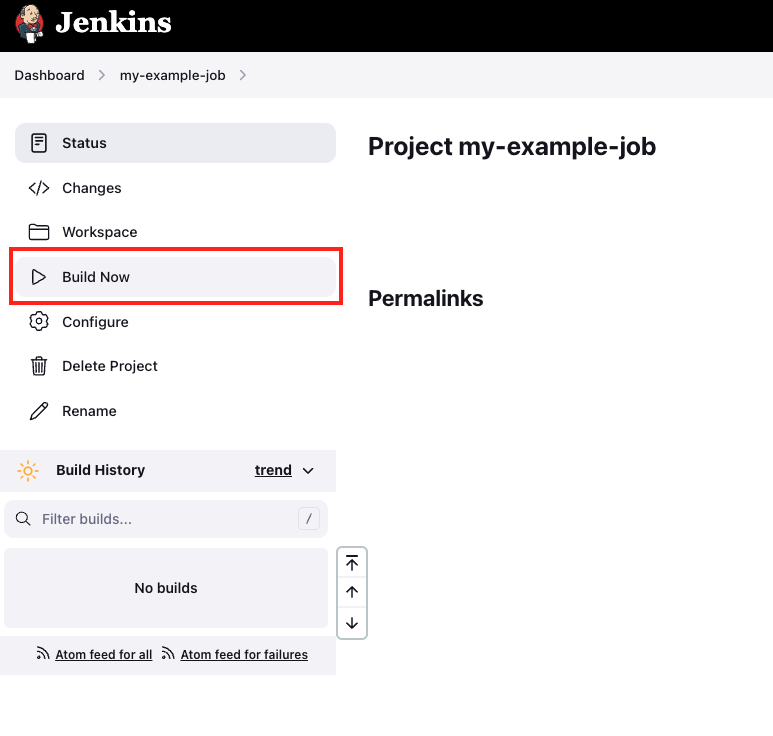 Jenkins
Dashboard
my-example-job
Status
Changes
Workspace
Build Now
Configure
Delete Project
Rename
Project my-example-job
Permalinks
Build History
trend
Filter builds...
/
No builds
Atom feed for all
Atom feed for failures